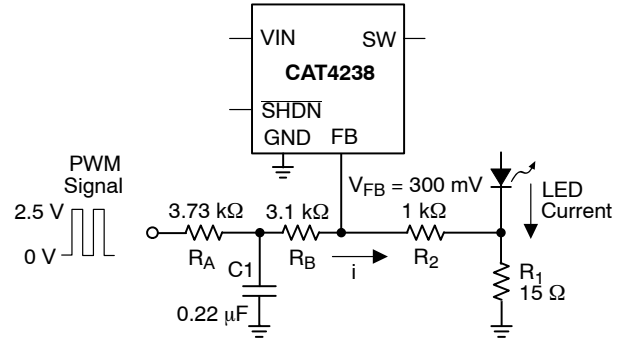 VIN SW
CAT4238
SHDN
GND FB
PWM
Signal
2.5 V
0 V
VFB = 300 mV
LED
Current
3.73 kΩ 3.1 kΩ 1 kΩ
RA RB i R2
C1
0.22 μF
R1
15 Ω